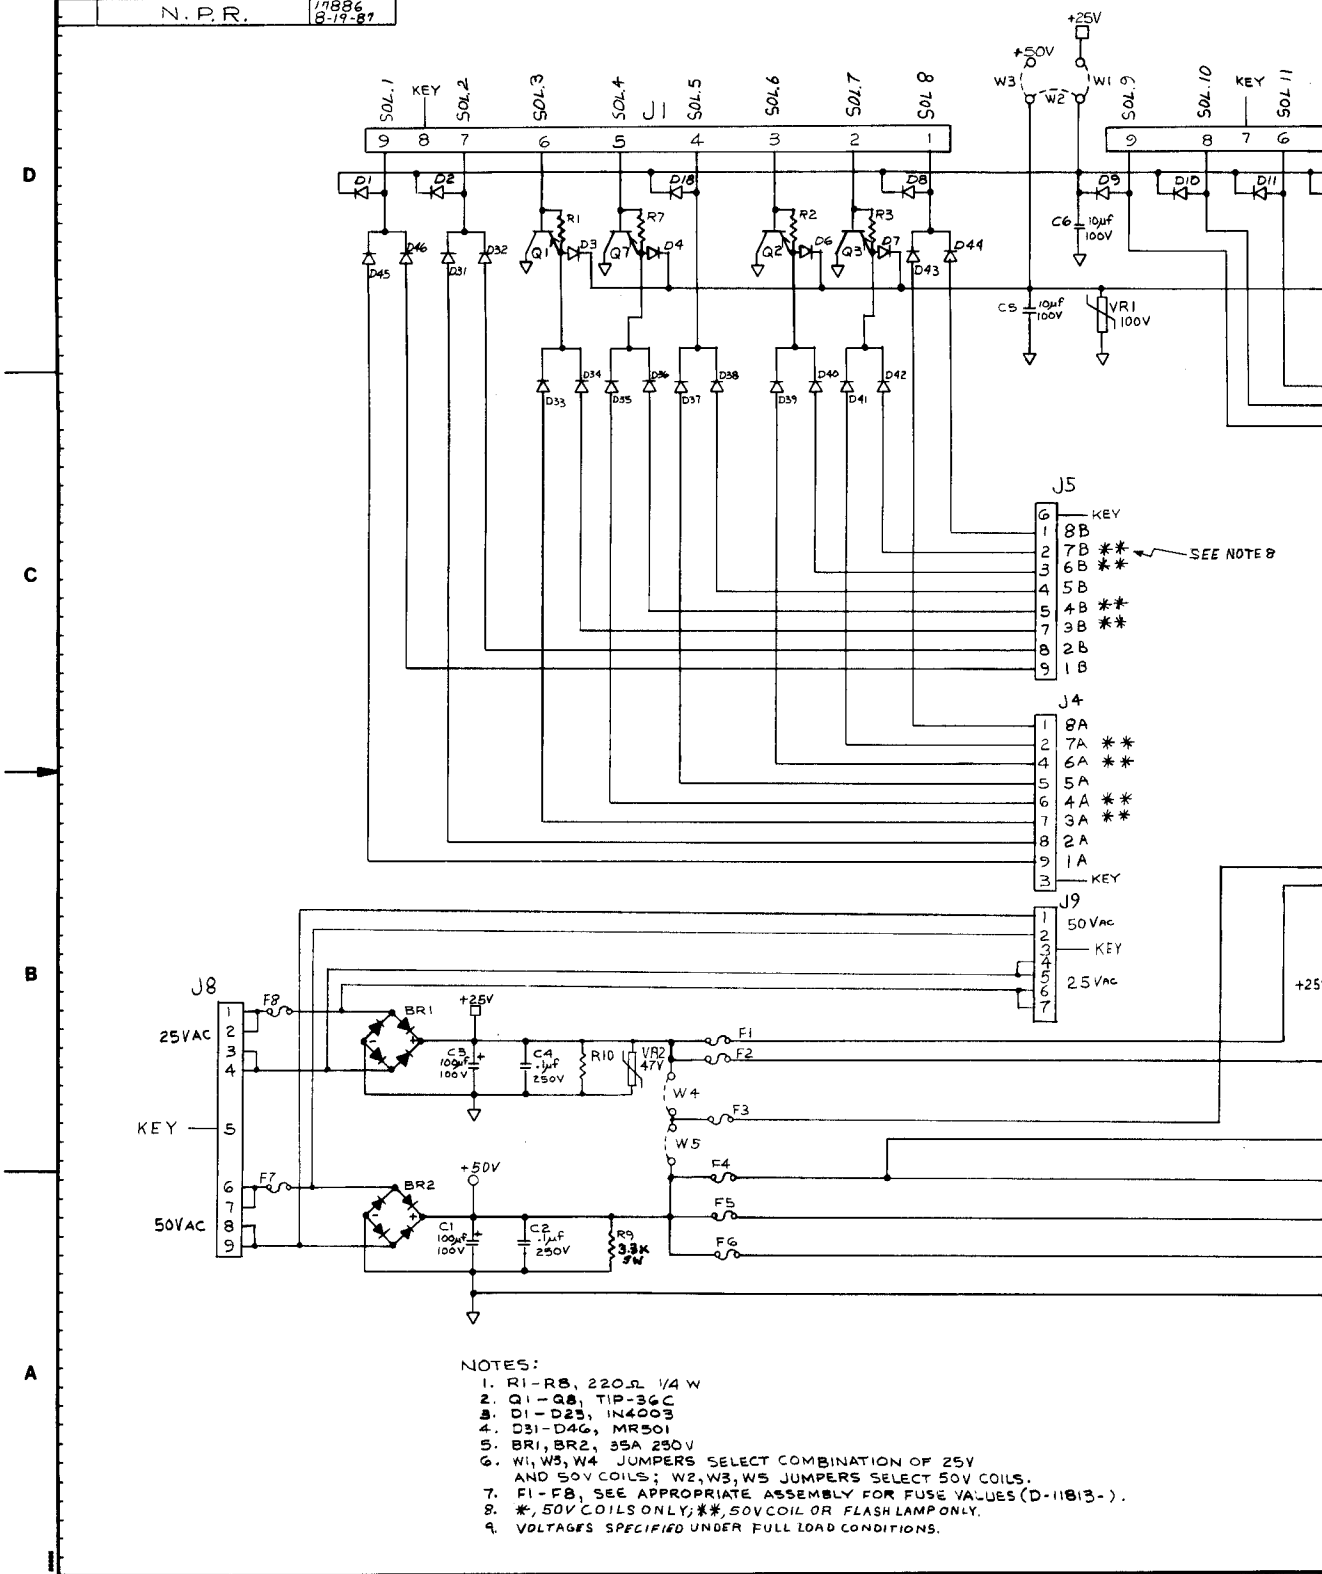 N. P. R.
17886
8-19-87
+25V
+50V
W3
W1
W2
SOL.1
KEY
SOL.2
SOL.3
SOL.4
J1
SOL.5
SOL.6
SOL.7
SOL 8
SOL.9
SOL.10
KEY
SOL 11
9 8 7 6 5 4 3 2 1
9 8 7 6
D
D1 D2 D18 D8 D9 D10 D11
R1 R7 R2 R3
C6 10µf
100V
Q1 D3 Q7 D4 Q2 D6 Q3 D7
D45 D46 D31 D32 D43 D44
C5 10µf
100V
VR1
100V
D33 D34 D35 D36 D37 D38 D39 D40 D41 D42
J5
6 KEY
1 8B
2 7B ** SEE NOTE 8
3 6B **
4 5B
5 4B **
7 3B **
8 2B
9 1B
C
J4
1 8A
2 7A **
4 6A **
5 5A
6 4A **
7 3A **
8 2A
9 1A
3 KEY
J9
1
50VAC
2
3 KEY
4
5
25VAC
6
7
B
J8
1
2
25VAC
3
4
KEY 5
6
7
50VAC
8
9
F8
BR1
+25V
C3
100µf
100V
C4
.1µf
250V
R10
VR2
47V
F1
F2
W4
F3
W5
+25V
F7
BR2
+50V
C1
100µf
100V
C2
.1µf
250V
R9
3.3K
5W
F4
F5
F6
A
NOTES:
1. R1-R8, 220Ω 1/4 W
2. Q1-Q8, TIP-36C
3. D1-D23, IN4003
4. D31-D46, MR501
5. BR1, BR2, 35A 250V
6. W1, W3, W4 JUMPERS SELECT COMBINATION OF 25V
AND 50V COILS; W2, W3, W5 JUMPERS SELECT 50V COILS.
7. F1-F8, SEE APPROPRIATE ASSEMBLY FOR FUSE VALUES (D-11813-).
8. *, 50V COILS ONLY; **, 50V COIL OR FLASH LAMP ONLY.
9. VOLTAGES SPECIFIED UNDER FULL LOAD CONDITIONS.